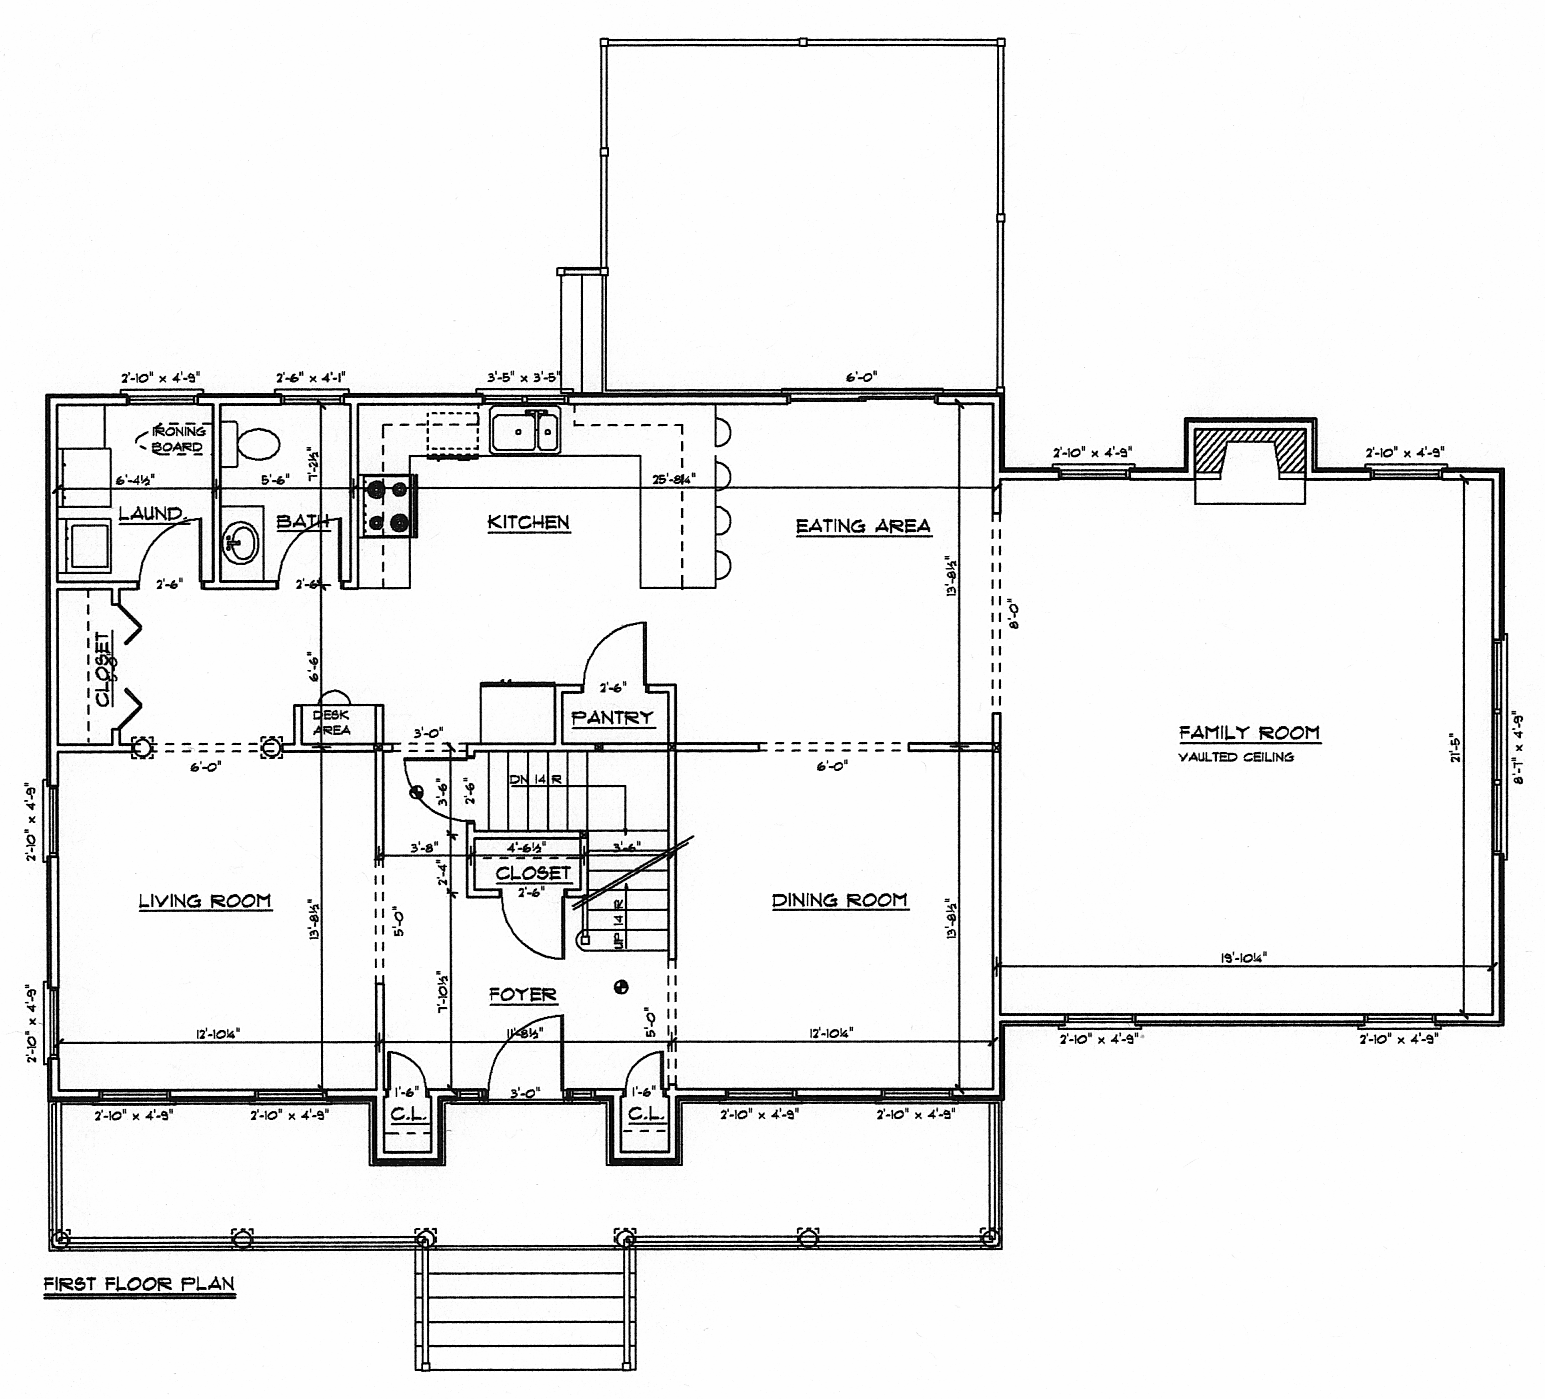 2'-10" x 4'-9"
2'-6" x 4'-1"
3'-5" x 3'-5"
6'-0"
IRONING
BOARD
7'-2½"
2'-10" x 4'-9"
2'-10" x 4'-9"
6'-4½"
5'-6"
25'-8¼"
LAUND.
BATH
KITCHEN
EATING AREA
13'-8½"
2'-6"
2'-6"
8'-0"
CLOSET
6'-6"
2'-6"
PANTRY
DESK
AREA
3'-0"
FAMILY ROOM
VAULTED CEILING
21'-5"
8'-7" x 4'-9"
6'-0"
6'-0"
2'-10" x 4'-9"
3'-6"
2'-6"
DN 14 R
3'-8"
4'-6½"
3'-6"
2'-4"
CLOSET
2'-6"
LIVING ROOM
13'-8½"
5'-0"
UP 14 R
DINING ROOM
13'-8½"
19'-10¼"
7'-10½"
FOYER
2'-10" x 4'-9"
5'-0"
12'-10¼"
11'-8½"
12'-10¼"
2'-10" x 4'-9"
2'-10" x 4'-9"
1'-6"
3'-0"
1'-6"
C.L.
C.L.
2'-10" x 4'-9"
2'-10" x 4'-9"
2'-10" x 4'-9"
2'-10" x 4'-9"
FIRST FLOOR PLAN